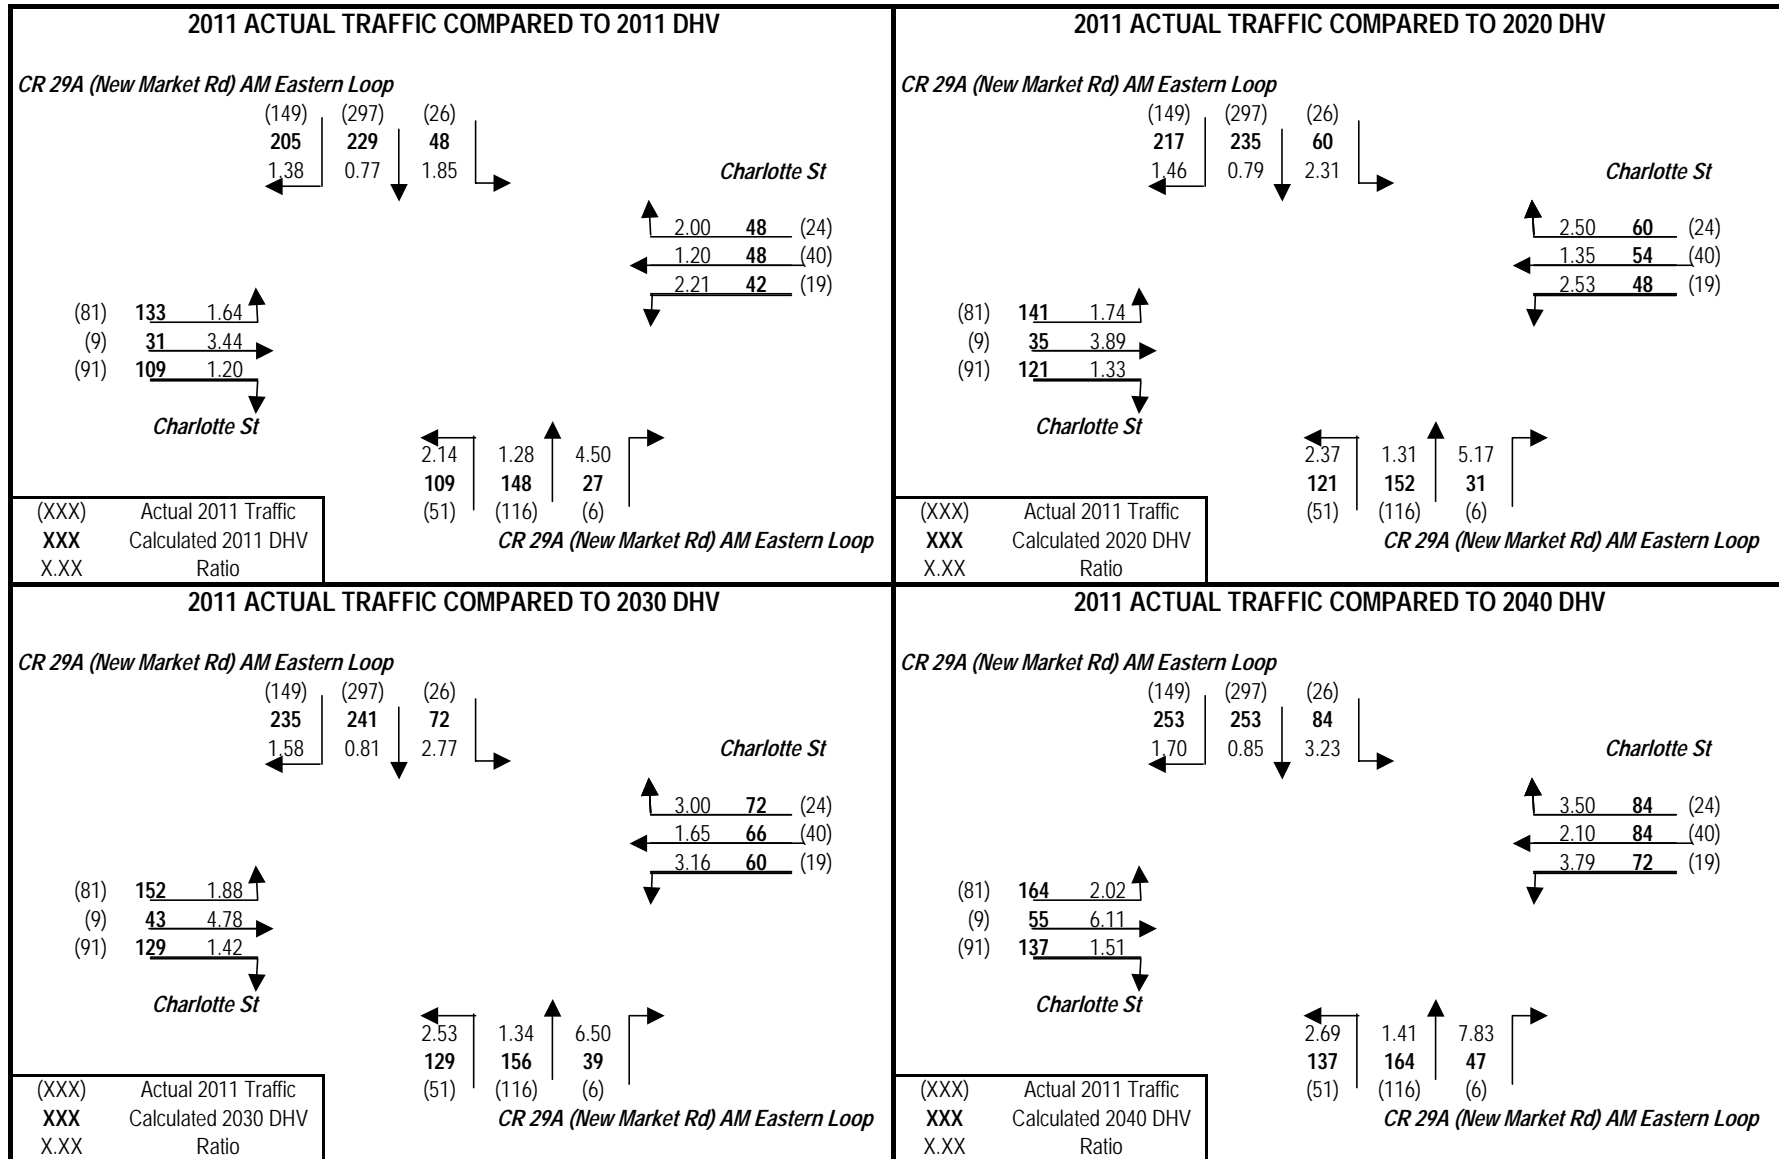 2011 ACTUAL TRAFFIC COMPARED TO 2011 DHV
CR 29A (New Market Rd) AM Eastern Loop
(149) (297) (26)
205 229 48
1.38 0.77 1.85
Charlotte St
2.00 48 (24)
1.20 48 (40)
2.21 42 (19)
(81) 133 1.64
(9) 31 3.44
(91) 109 1.20
Charlotte St
2.14 1.28 4.50
109 148 27
(51) (116) (6)
CR 29A (New Market Rd) AM Eastern Loop
(XXX) Actual 2011 Traffic
XXX Calculated 2011 DHV
X.XX Ratio
2011 ACTUAL TRAFFIC COMPARED TO 2020 DHV
CR 29A (New Market Rd) AM Eastern Loop
(149) (297) (26)
217 235 60
1.46 0.79 2.31
Charlotte St
2.50 60 (24)
1.35 54 (40)
2.53 48 (19)
(81) 141 1.74
(9) 35 3.89
(91) 121 1.33
Charlotte St
2.37 1.31 5.17
121 152 31
(51) (116) (6)
CR 29A (New Market Rd) AM Eastern Loop
(XXX) Actual 2011 Traffic
XXX Calculated 2020 DHV
X.XX Ratio
2011 ACTUAL TRAFFIC COMPARED TO 2030 DHV
CR 29A (New Market Rd) AM Eastern Loop
(149) (297) (26)
235 241 72
1.58 0.81 2.77
Charlotte St
3.00 72 (24)
1.65 66 (40)
3.16 60 (19)
(81) 152 1.88
(9) 43 4.78
(91) 129 1.42
Charlotte St
2.53 1.34 6.50
129 156 39
(51) (116) (6)
CR 29A (New Market Rd) AM Eastern Loop
(XXX) Actual 2011 Traffic
XXX Calculated 2030 DHV
X.XX Ratio
2011 ACTUAL TRAFFIC COMPARED TO 2040 DHV
CR 29A (New Market Rd) AM Eastern Loop
(149) (297) (26)
253 253 84
1.70 0.85 3.23
Charlotte St
3.50 84 (24)
2.10 84 (40)
3.79 72 (19)
(81) 164 2.02
(9) 55 6.11
(91) 137 1.51
Charlotte St
2.69 1.41 7.83
137 164 47
(51) (116) (6)
CR 29A (New Market Rd) AM Eastern Loop
(XXX) Actual 2011 Traffic
XXX Calculated 2040 DHV
X.XX Ratio